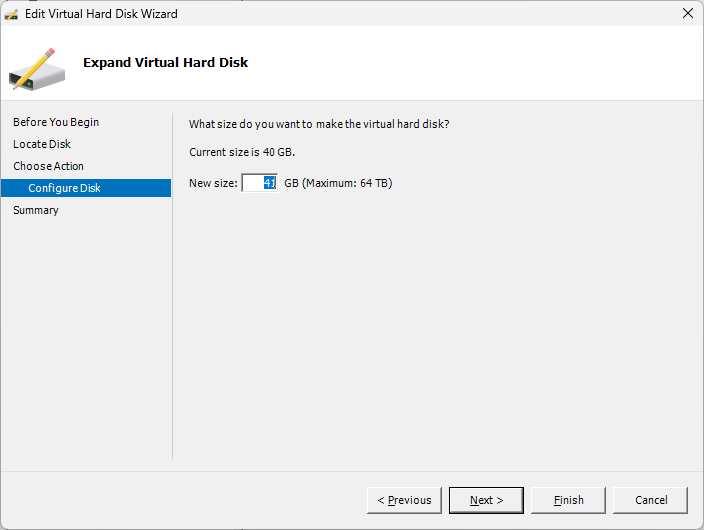 Edit Virtual Hard Disk Wizard
Expand Virtual Hard Disk
Before You Begin
Locate Disk
Choose Action
Configure Disk
Summary
What size do you want to make the virtual hard disk?
Current size is 40 GB.
New size: 41 GB (Maximum: 64 TB)
< Previous
Next >
Finish
Cancel